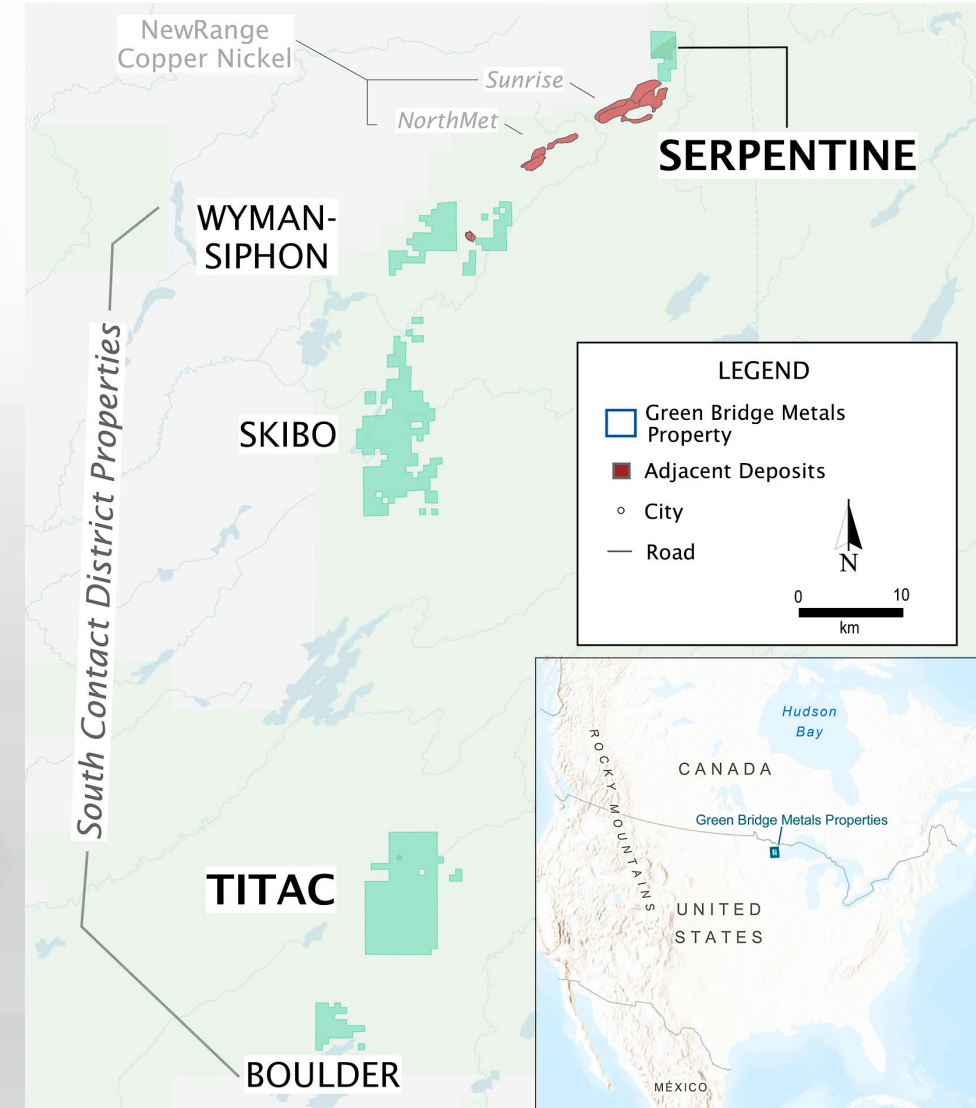 NewRange
Copper Nickel
Sunrise
NorthMet
SERPENTINE
WYMAN-
SIPHON
SKIBO
South Contact District Properties
TITAC
BOULDER
LEGEND
Green Bridge Metals
Property
Adjacent Deposits
City
Road
N
0 10
km
Hudson
Bay
ROCKY MOUNTAINS
CANADA
Green Bridge Metals Properties
UNITED
STATES
MÉXICO